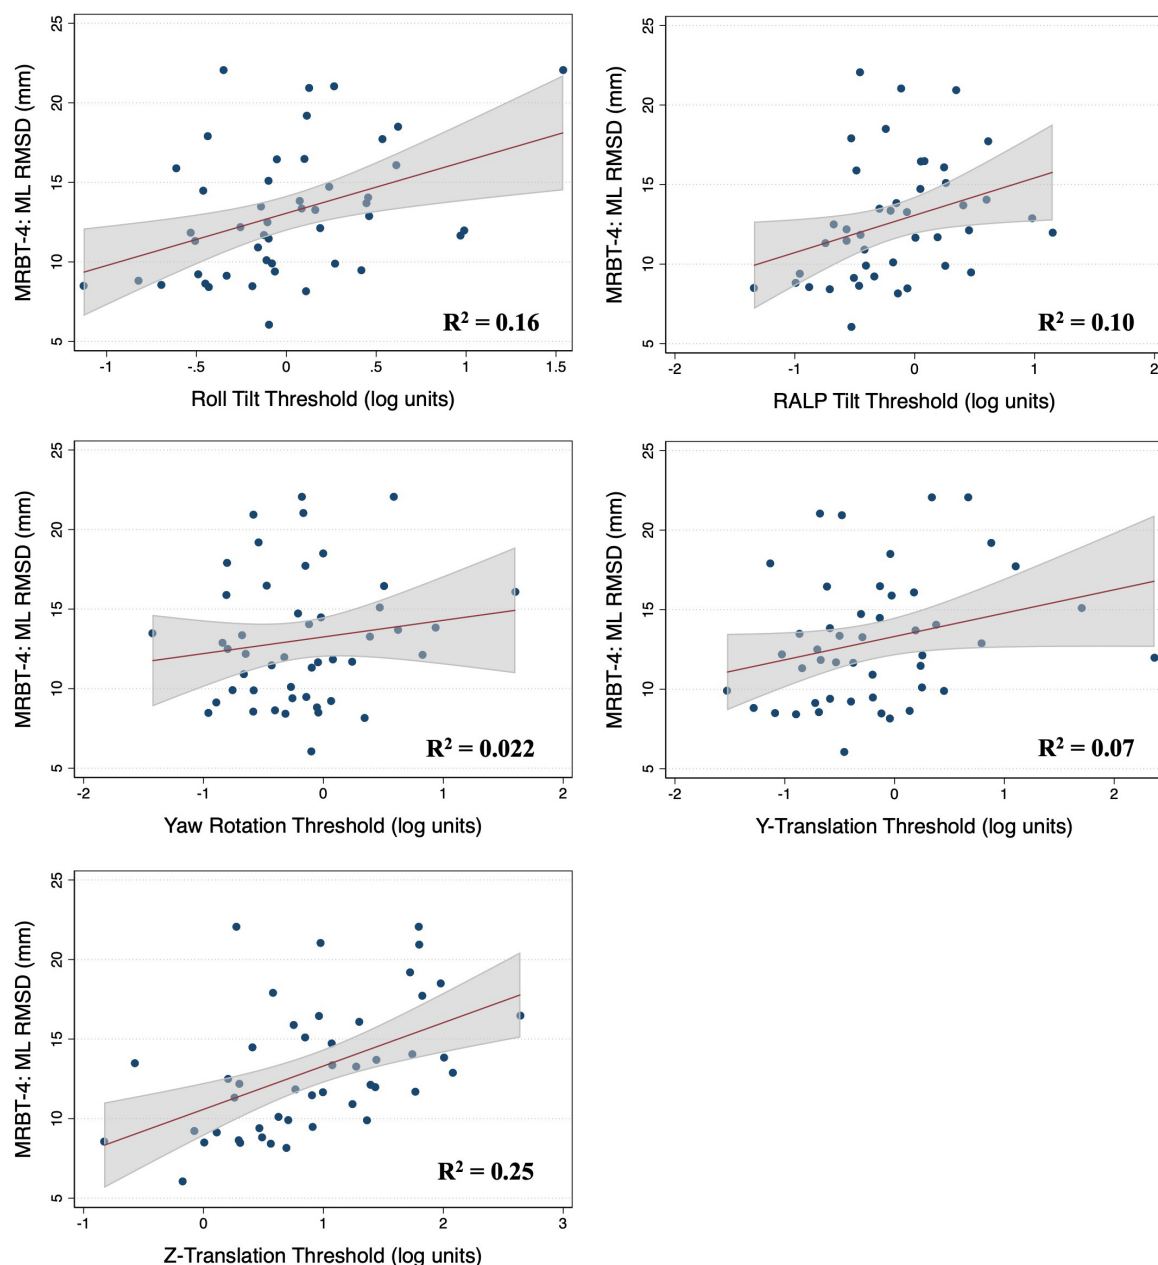 25
20
15
10
5
MRBT-4: ML RMSD (mm)
R² = 0.16
-1 -.5 0 .5 1 1.5
Roll Tilt Threshold (log units)
25
20
15
10
5
MRBT-4: ML RMSD (mm)
R² = 0.10
-2 -1 0 1 2
RALP Tilt Threshold (log units)
25
20
15
10
5
MRBT-4: ML RMSD (mm)
R² = 0.022
-2 -1 0 1 2
Yaw Rotation Threshold (log units)
25
20
15
10
5
MRBT-4: ML RMSD (mm)
R² = 0.07
-2 -1 0 1 2
Y-Translation Threshold (log units)
25
20
15
10
5
MRBT-4: ML RMSD (mm)
R² = 0.25
-1 0 1 2 3
Z-Translation Threshold (log units)